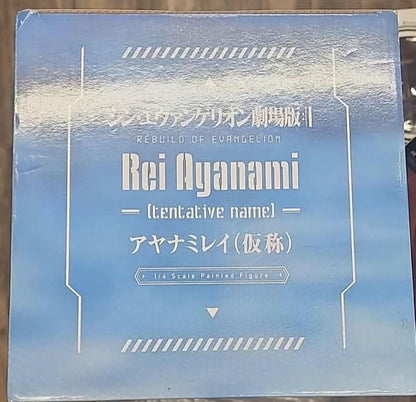 シン・エヴァンゲリオン劇場版:||
REBUILD OF EVANGELION
Rei Ayanami
(tentative name)
アヤナミレイ(仮称)
1/4 Scale Painted Figure